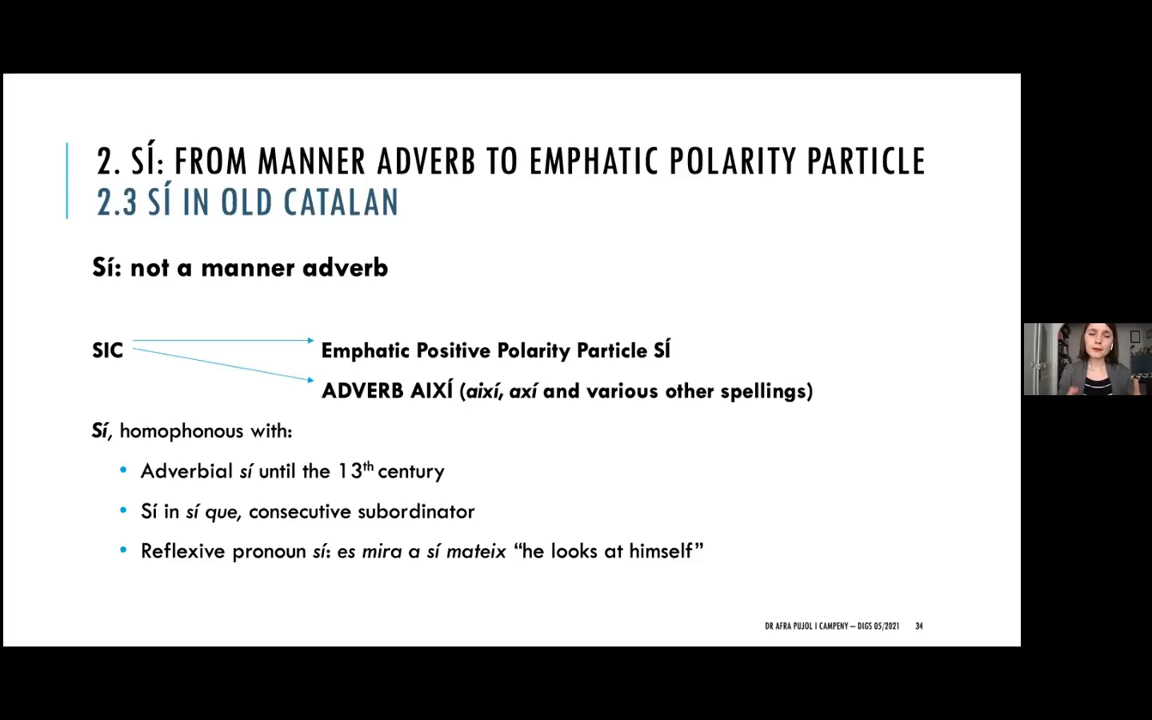 2. SÍ: FROM MANNER ADVERB TO EMPHATIC POLARITY PARTICLE
2.3 SÍ IN OLD CATALAN
Sí: not a manner adverb
SIC Emphatic Positive Polarity Particle SÍ
ADVERB AIXÍ (així, axí and various other spellings)
Sí, homophonous with:
• Adverbial sí until the 13th century
• Sí in sí que, consecutive subordinator
• Reflexive pronoun sí: es mira a sí mateix “he looks at himself”
DR AFRA PUJOL I CAMPENY – DIGS 05/2021 34